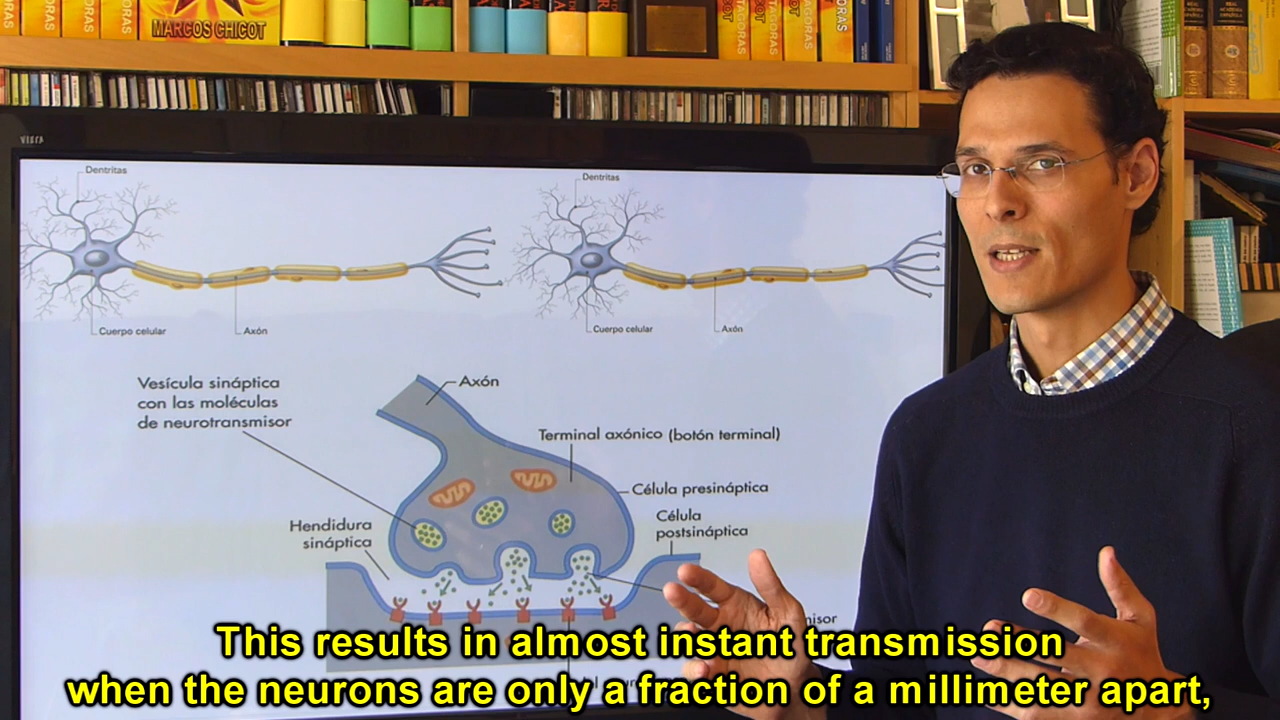 MARCOS CHICOT
Dentritas
Dentritas
Cuerpo celular
Axón
Cuerpo celular
Axón
Vesícula sináptica
con las moléculas
de neurotransmisor
Axón
Terminal axónico (botón terminal)
Célula presináptica
Célula
postsináptica
Hendidura
sináptica
This results in almost instant transmission
when the neurons are only a fraction of a millimeter apart,